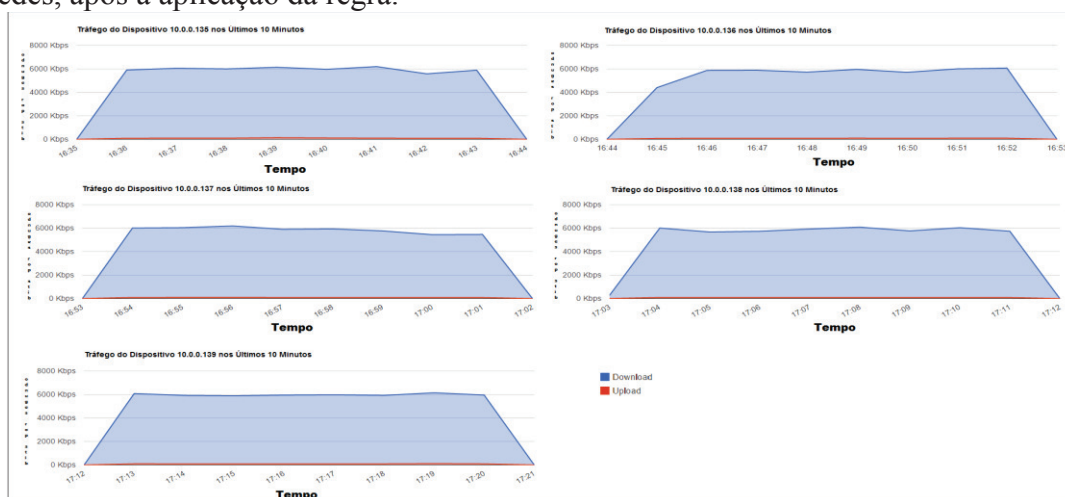 edes, após a aplicação da regra.
Tráfego do Dispositivo 10.0.0.135 nos Últimos 10 Minutos
8000 Kbps
6000 Kbps
4000 Kbps
2000 Kbps
0 Kbps
16:35 16:36 16:37 16:38 16:39 16:40 16:41 16:42 16:43 16:44
Tempo
Tráfego do Dispositivo 10.0.0.136 nos Últimos 10 Minutos
8000 Kbps
6000 Kbps
4000 Kbps
2000 Kbps
0 Kbps
16:44 16:45 16:46 16:47 16:48 16:49 16:50 16:51 16:52 16:53
Tempo
Tráfego do Dispositivo 10.0.0.137 nos Últimos 10 Minutos
8000 Kbps
6000 Kbps
4000 Kbps
2000 Kbps
0 Kbps
16:53 16:54 16:55 16:56 16:57 16:58 16:59 17:00 17:01 17:02
Tempo
Tráfego do Dispositivo 10.0.0.138 nos Últimos 10 Minutos
8000 Kbps
6000 Kbps
4000 Kbps
2000 Kbps
0 Kbps
17:03 17:04 17:05 17:06 17:07 17:08 17:09 17:10 17:11 17:12
Tempo
Tráfego do Dispositivo 10.0.0.139 nos Últimos 10 Minutos
8000 Kbps
6000 Kbps
4000 Kbps
2000 Kbps
0 Kbps
17:12 17:13 17:14 17:15 17:16 17:17 17:18 17:19 17:20 17:21
Tempo
Download
Upload